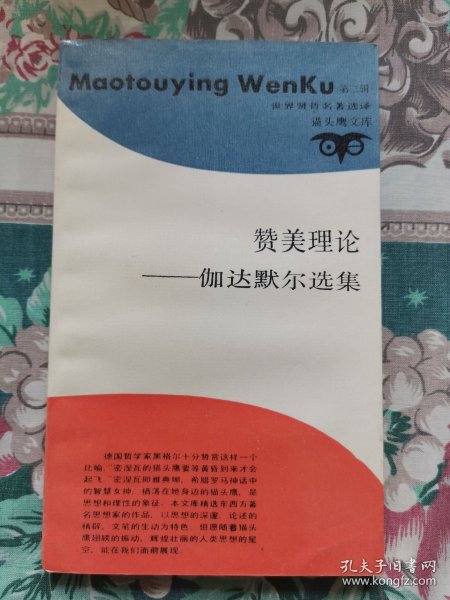 Maotouying WenKu 第二辑
世界贤哲名著选译
猫头鹰文库
赞美理论
——伽达默尔选集
德国哲学家黑格尔十分赞赏这样一个
比喻："密涅瓦的猫头鹰要等黄昏到来才会
起飞"密涅瓦即雅典娜，希腊罗马神话中
的智慧女神，栖落在她身边的猫头鹰，是
思想和理性的象征。本文库精选东西方著
名思想家的作品，以思想的深邃、论述的
精辟、文笔的生动为特色。但愿随着猫头
鹰翅膀的振动，辉煌壮丽的人类思想的星
空，能在我们面前展现。
孔夫子旧书网
kongfz.com